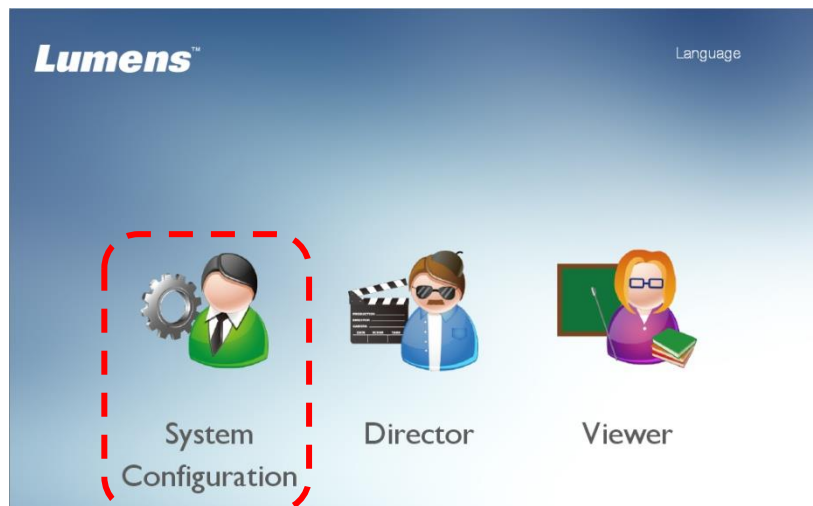 Lumens™
Language
System
Configuration
Director
Viewer